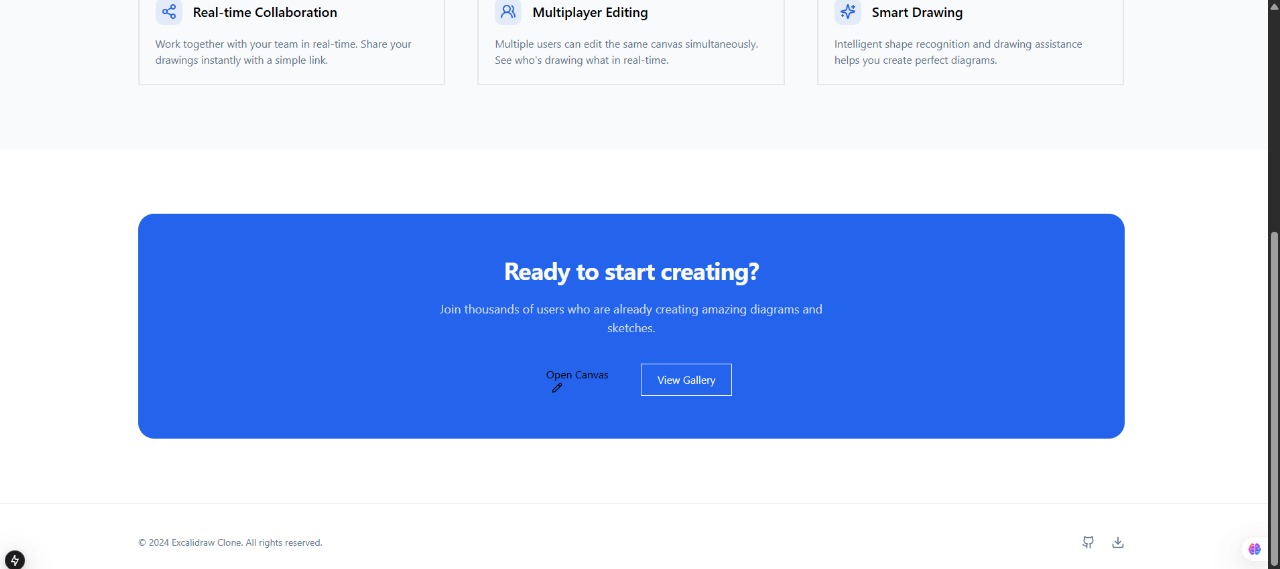 Real-time Collaboration
Work together with your team in real-time. Share your
drawings instantly with a simple link.
Multiplayer Editing
Multiple users can edit the same canvas simultaneously.
See who's drawing what in real-time.
Smart Drawing
Intelligent shape recognition and drawing assistance
helps you create perfect diagrams.
Ready to start creating?
Join thousands of users who are already creating amazing diagrams and
sketches.
Open Canvas
View Gallery
© 2024 Excalidraw Clone. All rights reserved.